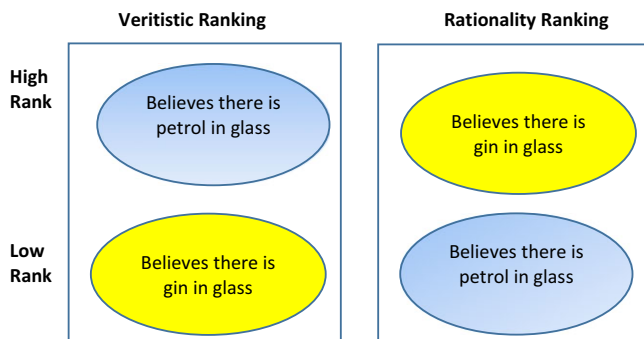 Veritistic Ranking
Rationality Ranking
High
Rank
Believes there is
petrol in glass
Believes there is
gin in glass
Low
Rank
Believes there is
gin in glass
Believes there is
petrol in glass